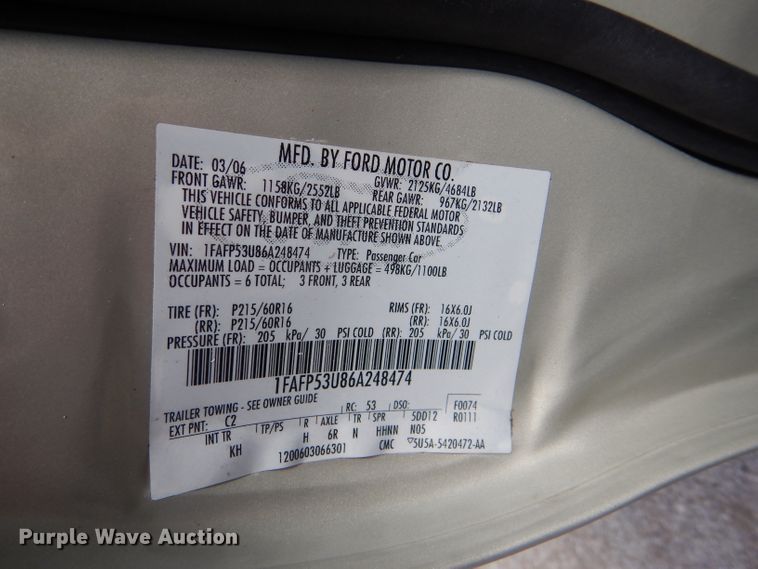 MFD. BY FORD MOTOR CO.
DATE: 03/06 GVWR: 2125KG/4684LB
FRONT GAWR: 1158KG/2552LB REAR GAWR: 967KG/2132LB
THIS VEHICLE CONFORMS TO ALL APPLICABLE FEDERAL MOTOR
VEHICLE SAFETY, BUMPER, AND THEFT PREVENTION STANDARDS
IN EFFECT ON THE DATE OF MANUFACTURE SHOWN ABOVE.
VIN: 1FAFP53U86A248474 TYPE: Passenger Car
MAXIMUM LOAD = OCCUPANTS + LUGGAGE = 498KG/1100LB
OCCUPANTS = 6 TOTAL; 3 FRONT, 3 REAR
TIRE (FR): P215/60R16 RIMS (FR): 16X6.0J
(RR): P215/60R16 (RR): 16X6.0J
PRESSURE (FR): 205 kPa/ 30 PSI COLD (RR): 205 kPa/ 30 PSI COLD
1FAFP53U86A248474
TRAILER TOWING - SEE OWNER GUIDE RC: 53 DSO: F0074
EXT PNT: C2 5DD12 R0111
INT TR TP/PS R AXLE TR SPR
KH H 6R N HHNN N05
1200603066301 CMC 5U5A-5420472-AA
Purple Wave Auction